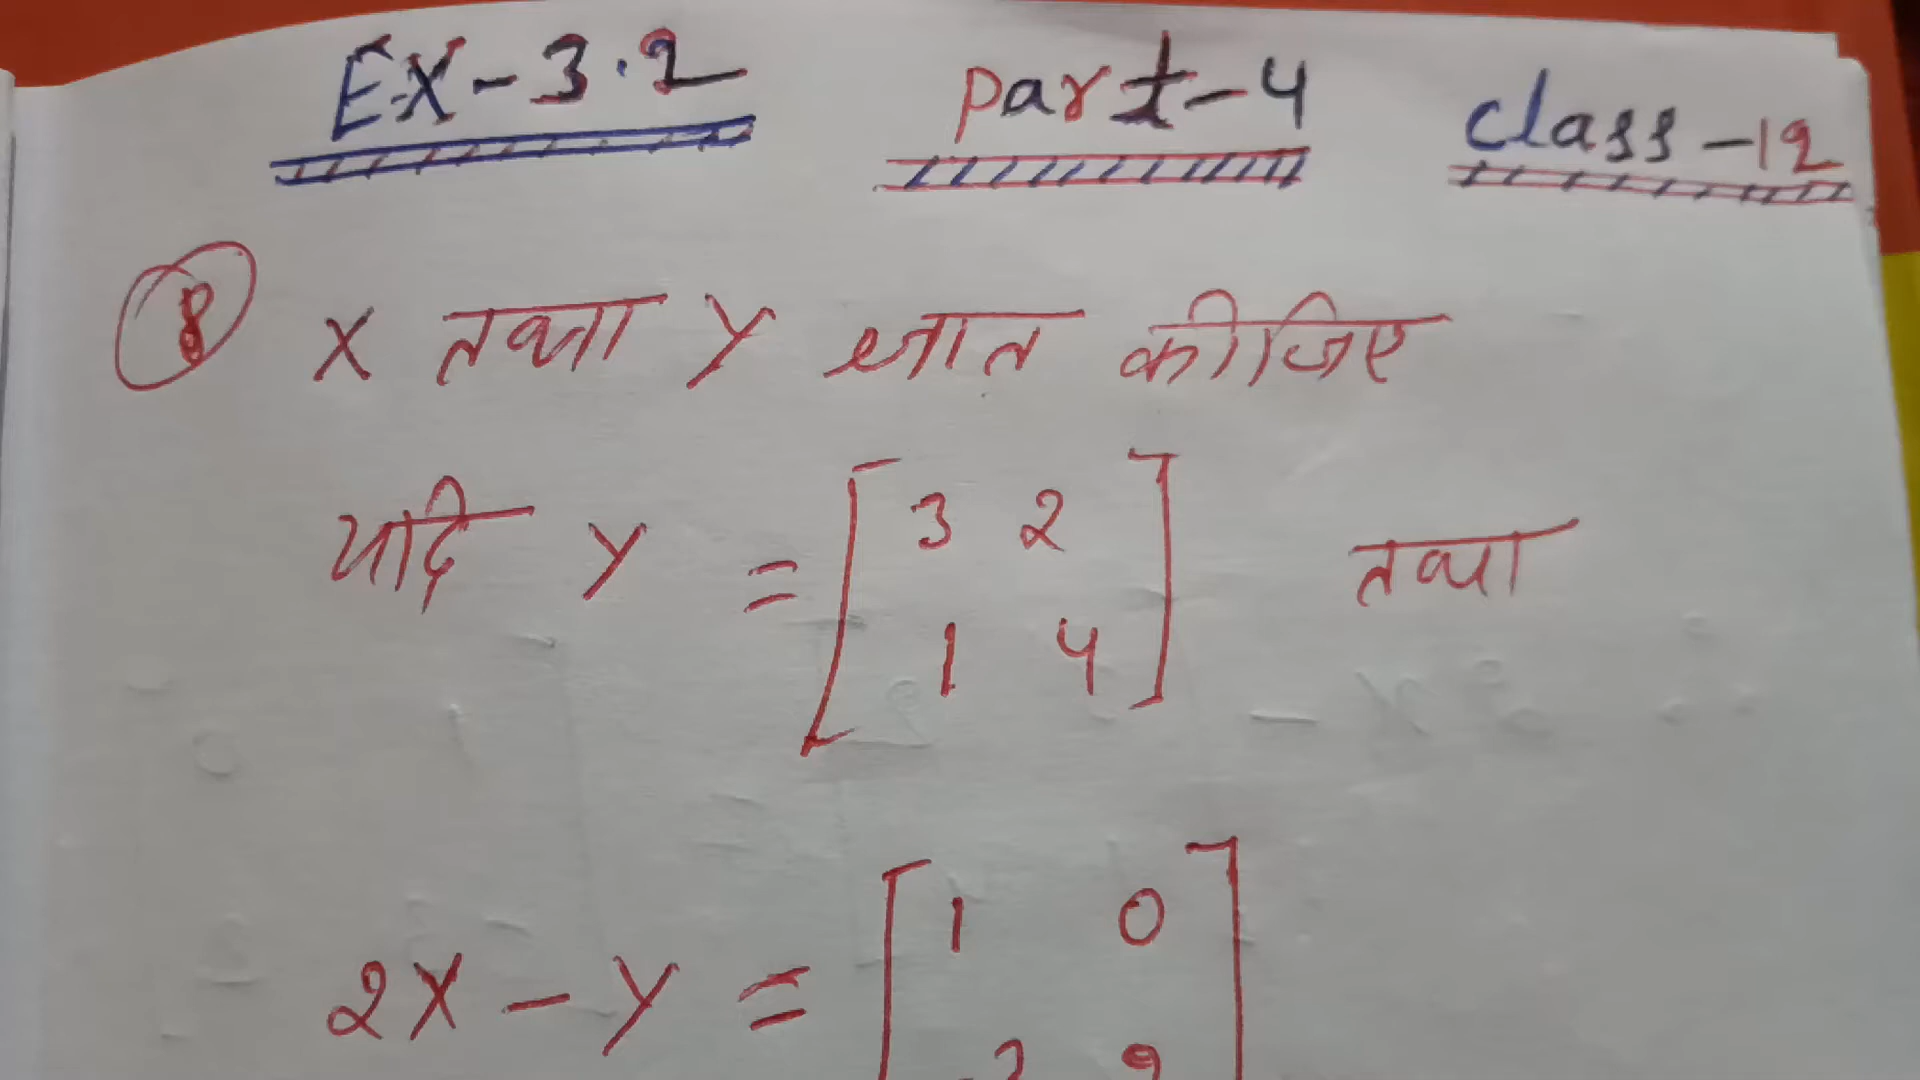 EX-3.2 Part-4 Class-12
8 X तथा Y ज्ञात कीजिए
यदि Y = [3 2
1 4] तथा
2X - Y = [1 0